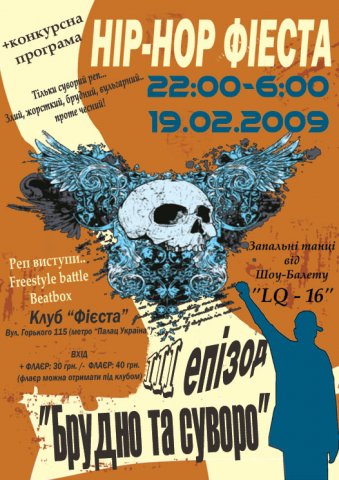 +конкурсна
програма
HIP-HOP ФІЕСТА
22:00-6:00
19.02.2009
Тільки суворий реп...
Злий, жорсткий, брудний, вульгарний..
проте чесний!
Реп виступи..
Freestyle battle
Beatbox
Клуб "Фієста"
Вул. Горького 115 (метро "Палац Україна")
ВХІД
+ ФЛАЄР: 30 грн. /- ФЛАЄР: 40 грн.
(флаєр можна отримати під клубом)
Запальні танці
від
Шоу-Балету
"LQ - 16"
III епізод
"Брудно та суворо"